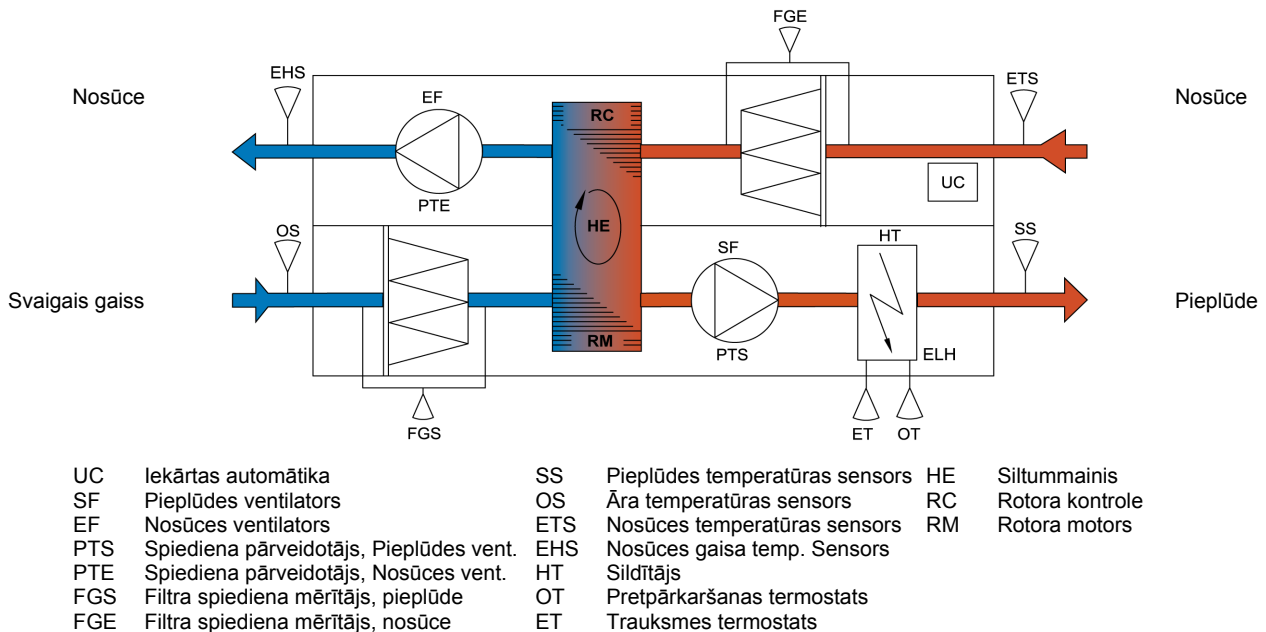 FGE
EHS
EF
ETS
Nosūce
Nosūce
RC
UC
PTE
OS
HE
SF
HT
SS
Svaigais gaiss
Pieplūde
RM
PTS
ELH
FGS
ET
OT
UC Iekārtas automātika
SF Pieplūdes ventilators
EF Nosūces ventilators
PTS Spiediena pārveidotājs, Pieplūdes vent.
PTE Spiediena pārveidotājs, Nosūces vent.
FGS Filtra spiediena mērītājs, pieplūde
FGE Filtra spiediena mērītājs, nosūce
SS Pieplūdes temperatūras sensors
OS Āra temperatūras sensors
ETS Nosūces temperatūras sensors
EHS Nosūces gaisa temp. Sensors
HT Sildītājs
OT Pretpārkaršanas termostats
ET Trauksmes termostats
HE Siltummainis
RC Rotora kontrole
RM Rotora motors